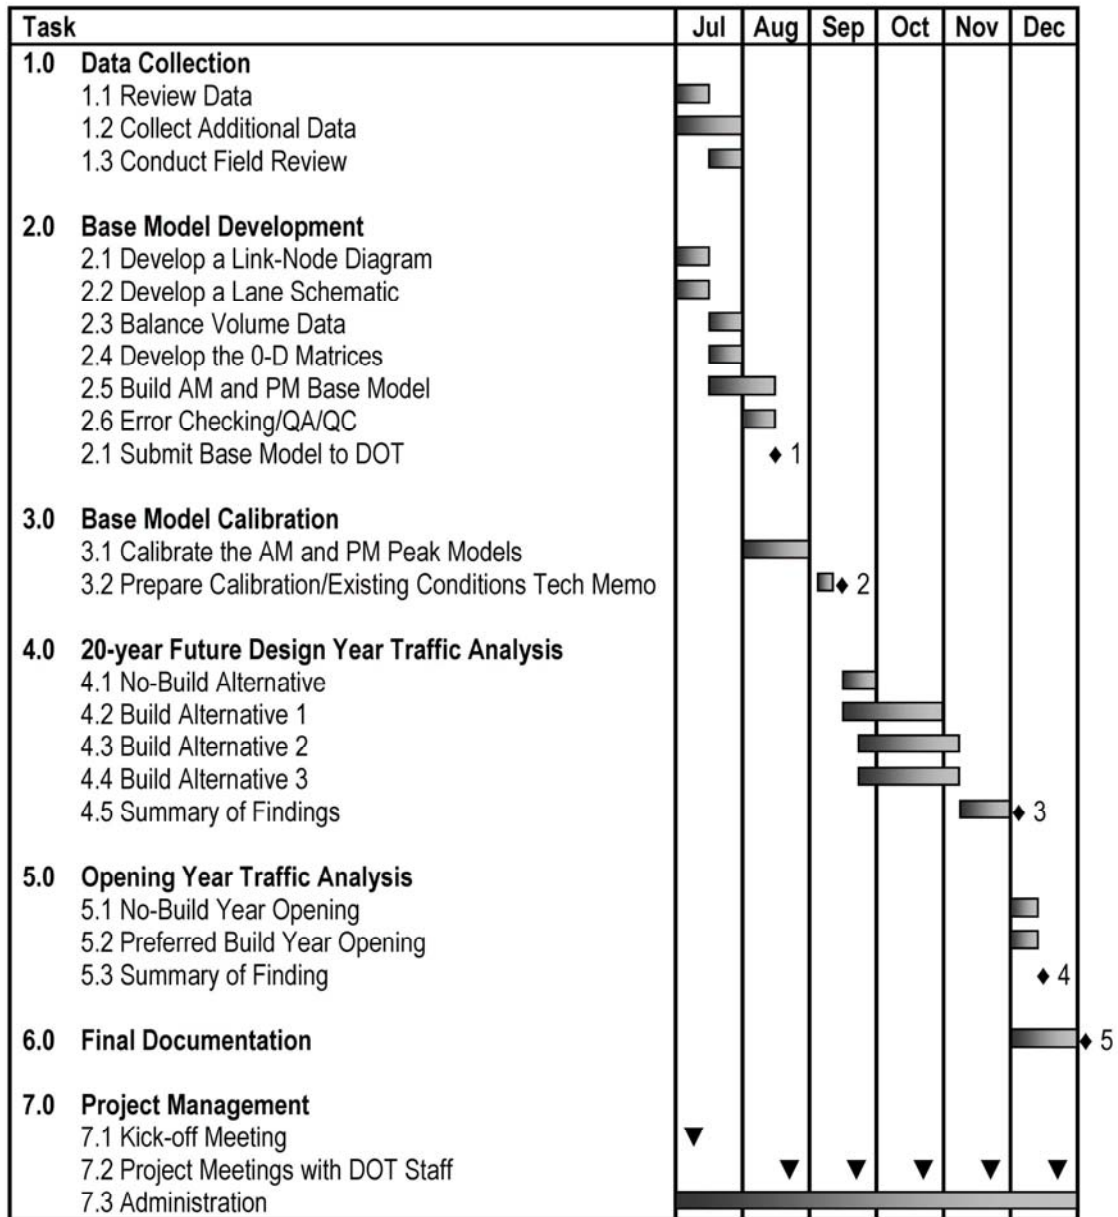 Task Jul Aug Sep Oct Nov Dec
1.0 Data Collection
1.1 Review Data
1.2 Collect Additional Data
1.3 Conduct Field Review
2.0 Base Model Development
2.1 Develop a Link-Node Diagram
2.2 Develop a Lane Schematic
2.3 Balance Volume Data
2.4 Develop the 0-D Matrices
2.5 Build AM and PM Base Model
2.6 Error Checking/QA/QC
2.1 Submit Base Model to DOT ♦ 1
3.0 Base Model Calibration
3.1 Calibrate the AM and PM Peak Models
3.2 Prepare Calibration/Existing Conditions Tech Memo ♦ 2
4.0 20-year Future Design Year Traffic Analysis
4.1 No-Build Alternative
4.2 Build Alternative 1
4.3 Build Alternative 2
4.4 Build Alternative 3
4.5 Summary of Findings ♦ 3
5.0 Opening Year Traffic Analysis
5.1 No-Build Year Opening
5.2 Preferred Build Year Opening
5.3 Summary of Finding ♦ 4
6.0 Final Documentation ♦ 5
7.0 Project Management
7.1 Kick-off Meeting
7.2 Project Meetings with DOT Staff
7.3 Administration